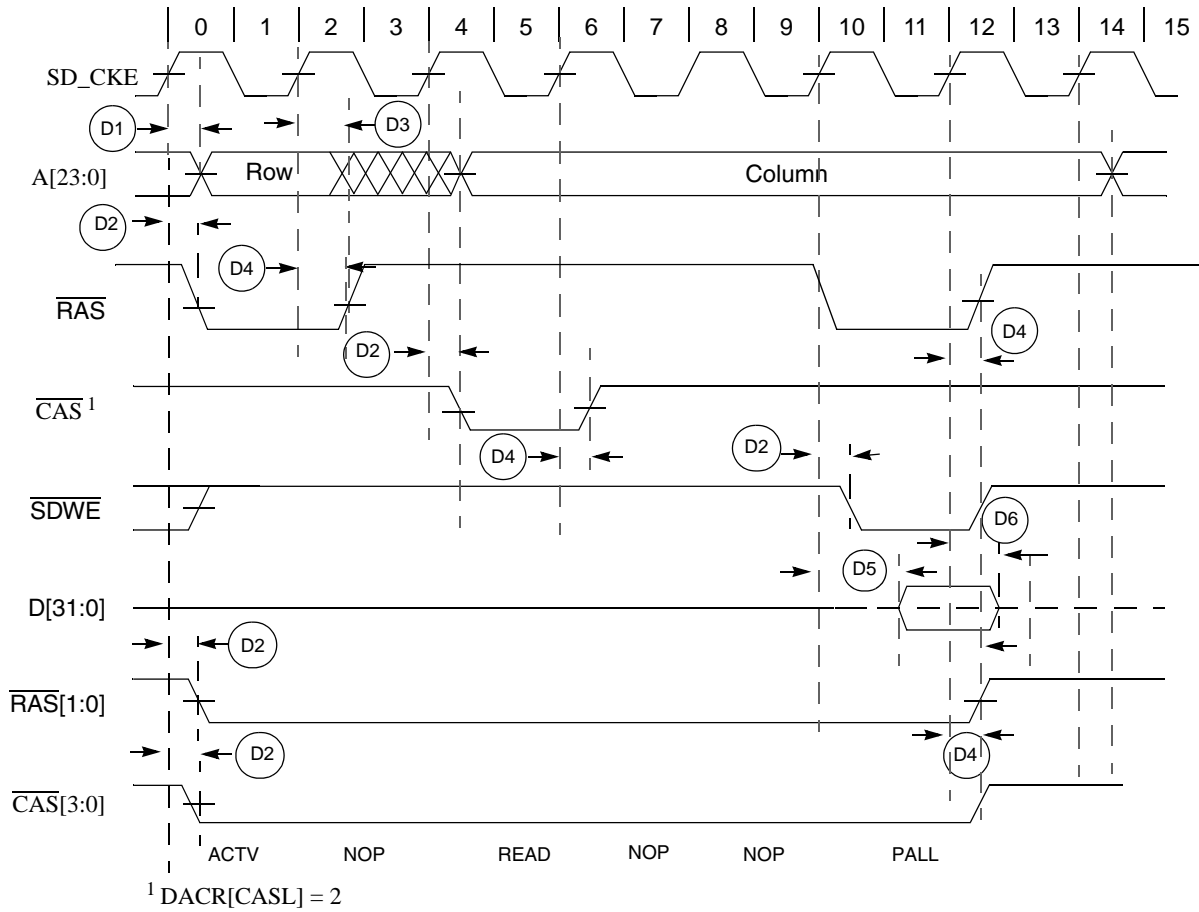 0 1 2 3 4 5 6 7 8 9 10 11 12 13 14 15
SD_CKE
D1 D3
A[23:0] Row Column
D2
D4
RAS
D2 D4
CAS 1
D4 D2
SDWE
D6
D5
D[31:0]
D2
RAS[1:0]
D2 D4
CAS[3:0]
ACTV NOP READ NOP NOP PALL
1 DACR[CASL] = 2